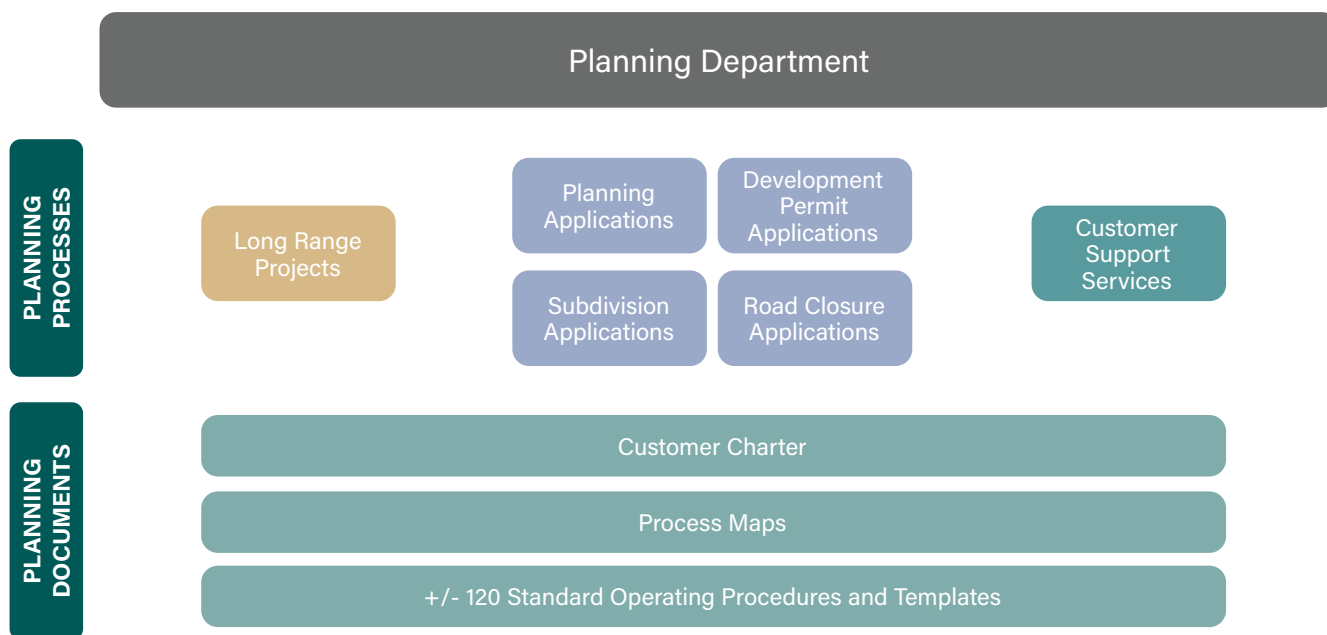 Planning Department
PLANNING
PROCESSES
Long Range
Projects
Planning
Applications
Development
Permit
Applications
Subdivision
Applications
Road Closure
Applications
Customer
Support
Services
PLANNING
DOCUMENTS
Customer Charter
Process Maps
+/- 120 Standard Operating Procedures and Templates